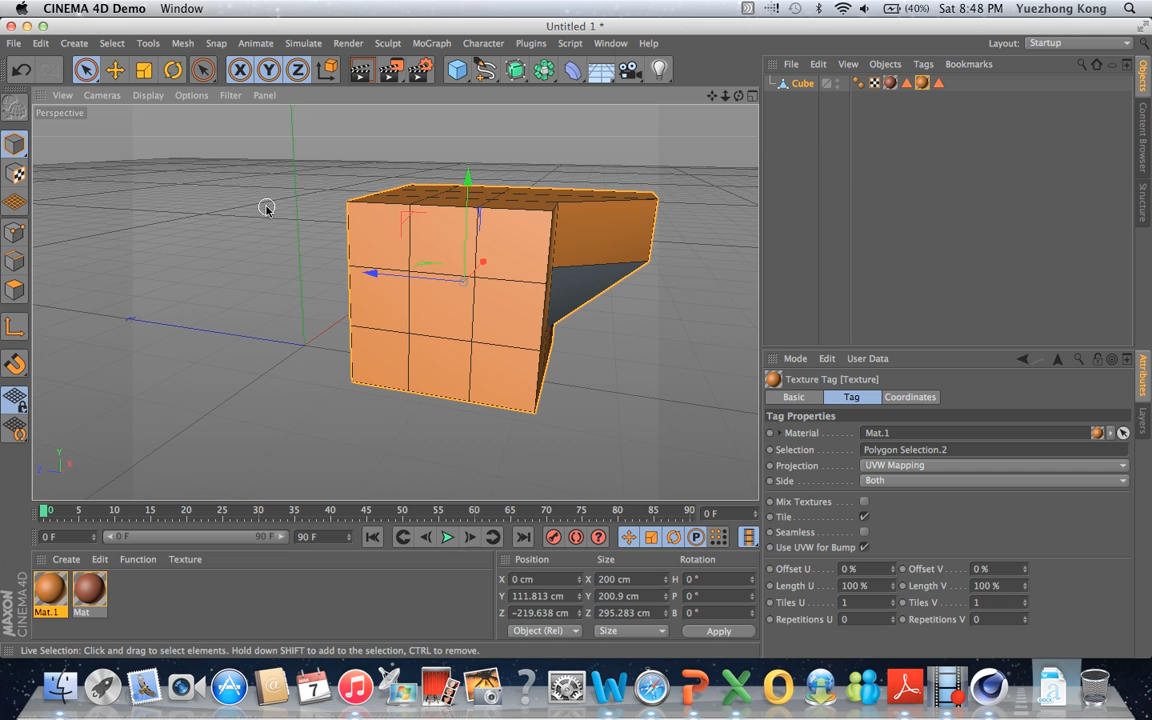 CINEMA 4D Demo Window (40%) Sat 8:48 PM Yuezhong Kong
Untitled 1 *
File Edit Create Select Tools Mesh Snap Animate Simulate Render Sculpt MoGraph Character Plugins Script Window Help Layout: Startup
X Y Z
File Edit View Objects Tags Bookmarks
View Cameras Display Options Filter Panel
Perspective
Cube
Objects
Content Browser
Structure
Mode Edit User Data
Texture Tag [Texture]
Basic Tag Coordinates
Tag Properties
Material . . . . . . . Mat.1
Selection . . . . . . Polygon Selection.2
Projection . . . . . . UVW Mapping
Side . . . . . . . . . . Both
Mix Textures . . . .
Tile . . . . . . . . . . .
Seamless . . . . . . .
Use UVW for Bump
Offset U . . . 0 % Offset V . . . 0 %
Length U . . 100 % Length V . . 100 %
Tiles U . . . . 1 Tiles V . . . . 1
Repetitions U 0 Repetitions V 0
Attributes
Layers
Y
Z X
0 5 10 15 20 25 30 35 40 45 50 55 60 65 70 75 80 85 90 0 F
0 F 0 F 90 F 90 F P
Create Edit Function Texture
Mat.1 Mat
Position Size Rotation
X 0 cm X 200 cm H 0 °
Y 111.813 cm Y 200.9 cm P 0 °
Z -219.638 cm Z 295.283 cm B 0 °
Object (Rel) Size Apply
MAXON
CINEMA 4D
Live Selection: Click and drag to select elements. Hold down SHIFT to add to the selection, CTRL to remove.
7